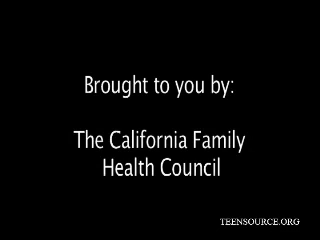 Brought to you by:
The California Family
Health Council
TEENSOURCE.ORG